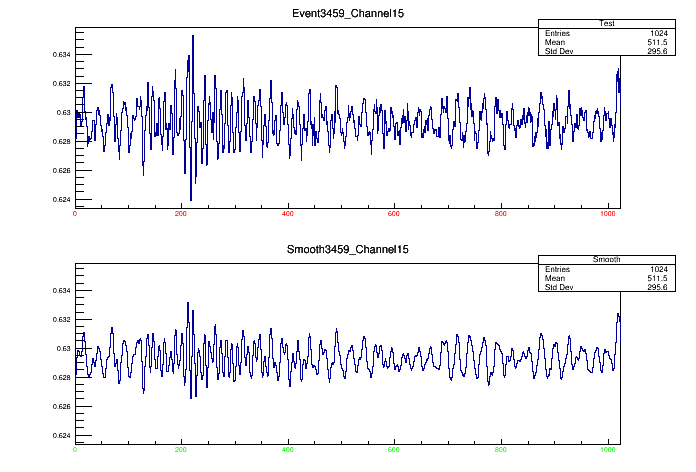 Event3459_Channel15
Test
Entries 1024
Mean 511.5
Std Dev 295.6
0.634
0.632
0.63
0.628
0.626
0.624
0 200 400 600 800 1000
Smooth3459_Channel15
Smooth
Entries 1024
Mean 511.5
Std Dev 295.6
0.634
0.632
0.63
0.628
0.626
0.624
0 200 400 600 800 1000